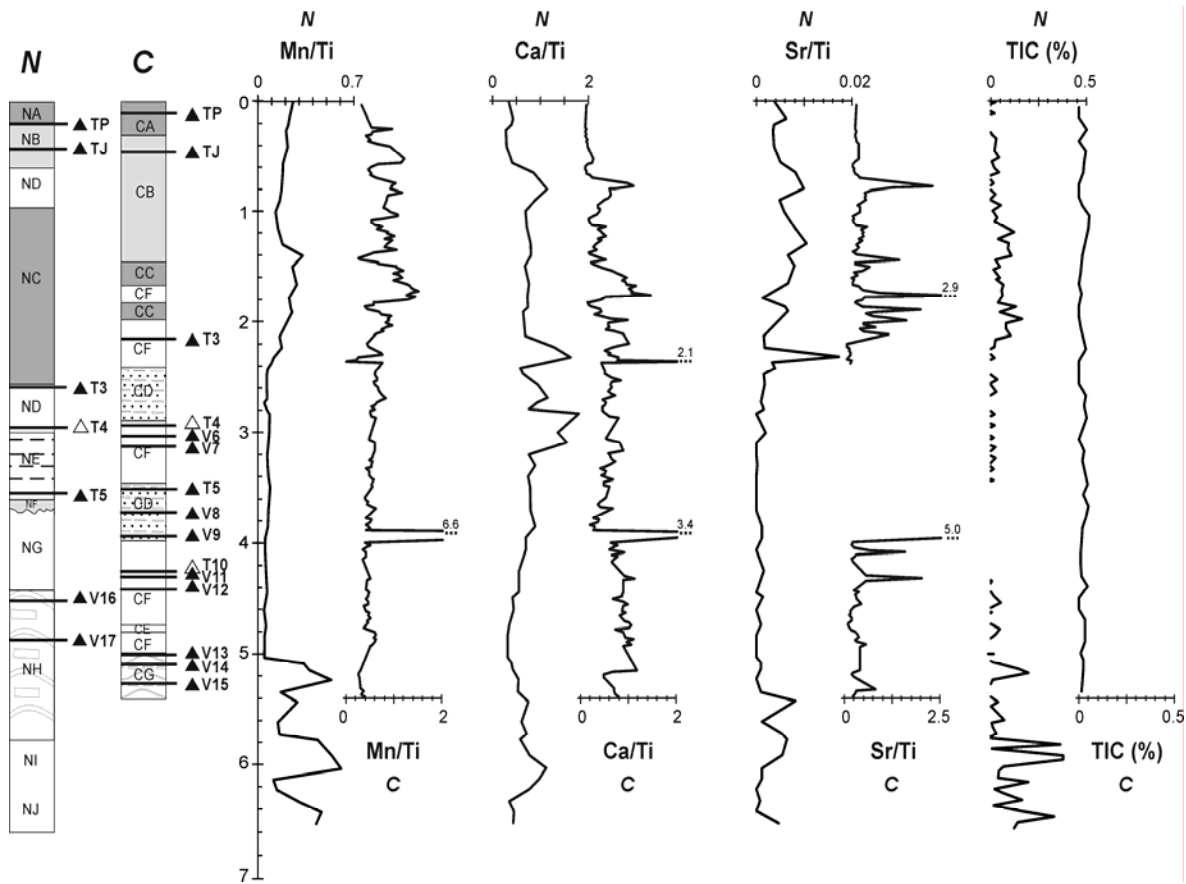 N N N N
N C Mn/Ti Ca/Ti Sr/Ti TIC (%)
0 0.7 0 2 0 0.02 0 0.5
0
1
2
3
4
5
6
7
NA
NB
ND
NC
ND
NE
NF
NG
NH
NI
NJ
TP
TJ
T3
T4
T5
V16
V17
CA
CB
CC
CF
CC
CF
CD
CF
CD
CF
CE
CF
CG
TP
TJ
T3
T4
V6
V7
T5
V8
V9
T10
V11
V12
V13
V14
V15
2.9
2.1
6.6 3.4 5.0
0 2 0 2 0 2.5 0 0.5
Mn/Ti Ca/Ti Sr/Ti TIC (%)
C C C C